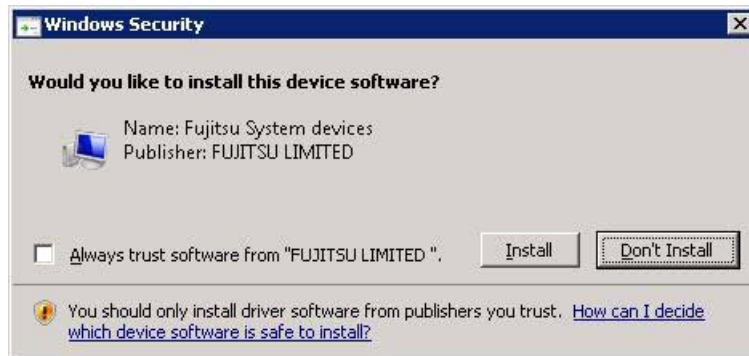 Windows Security
Would you like to install this device software?
Name: Fujitsu System devices
Publisher: FUJITSU LIMITED
Always trust software from "FUJITSU LIMITED ".
Install
Don't Install
You should only install driver software from publishers you trust. How can I decide
which device software is safe to install?